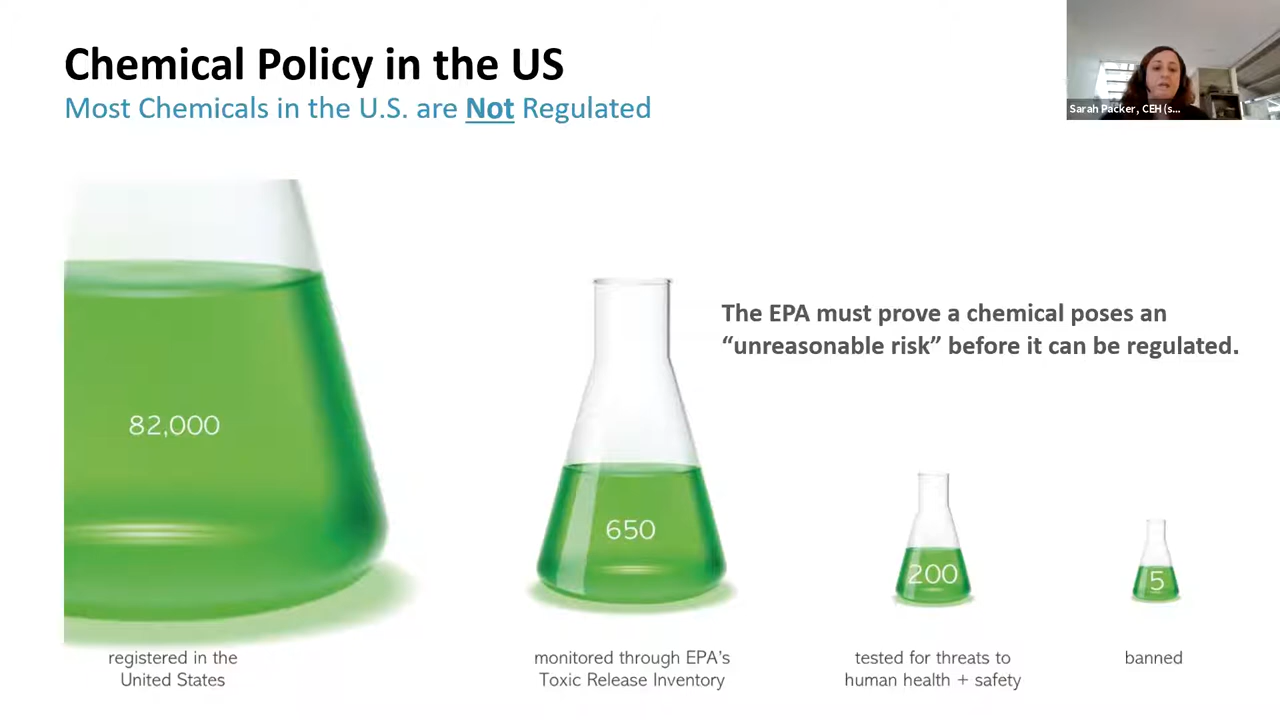 Chemical Policy in the US
Most Chemicals in the U.S. are Not Regulated
Sarah Packer, CEH (s...
The EPA must prove a chemical poses an
“unreasonable risk” before it can be regulated.
82,000
650
200
5
registered in the
United States
monitored through EPA's
Toxic Release Inventory
tested for threats to
human health + safety
banned